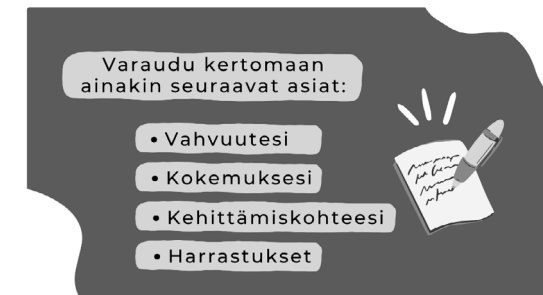 Varaudu kertomaan
ainakin seuraavat asiat:
• Vahvuutesi
• Kokemuksesi
• Kehittämiskohteesi
• Harrastukset